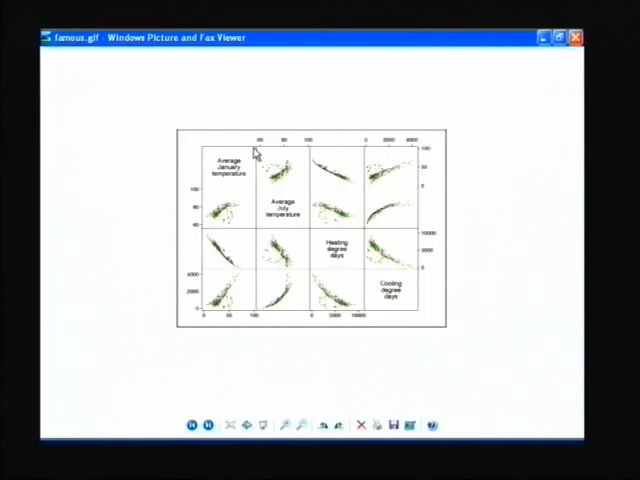 famous.gif - Windows Picture and Fax Viewer
Average
January
temperature
Average
July
temperature
Heating
degree
days
Cooling
degree
days
100
0 2000 4000
100
50
0
100
80
60
10000
5000
0
4000
2000
0
0 50 100
0 5000 10000